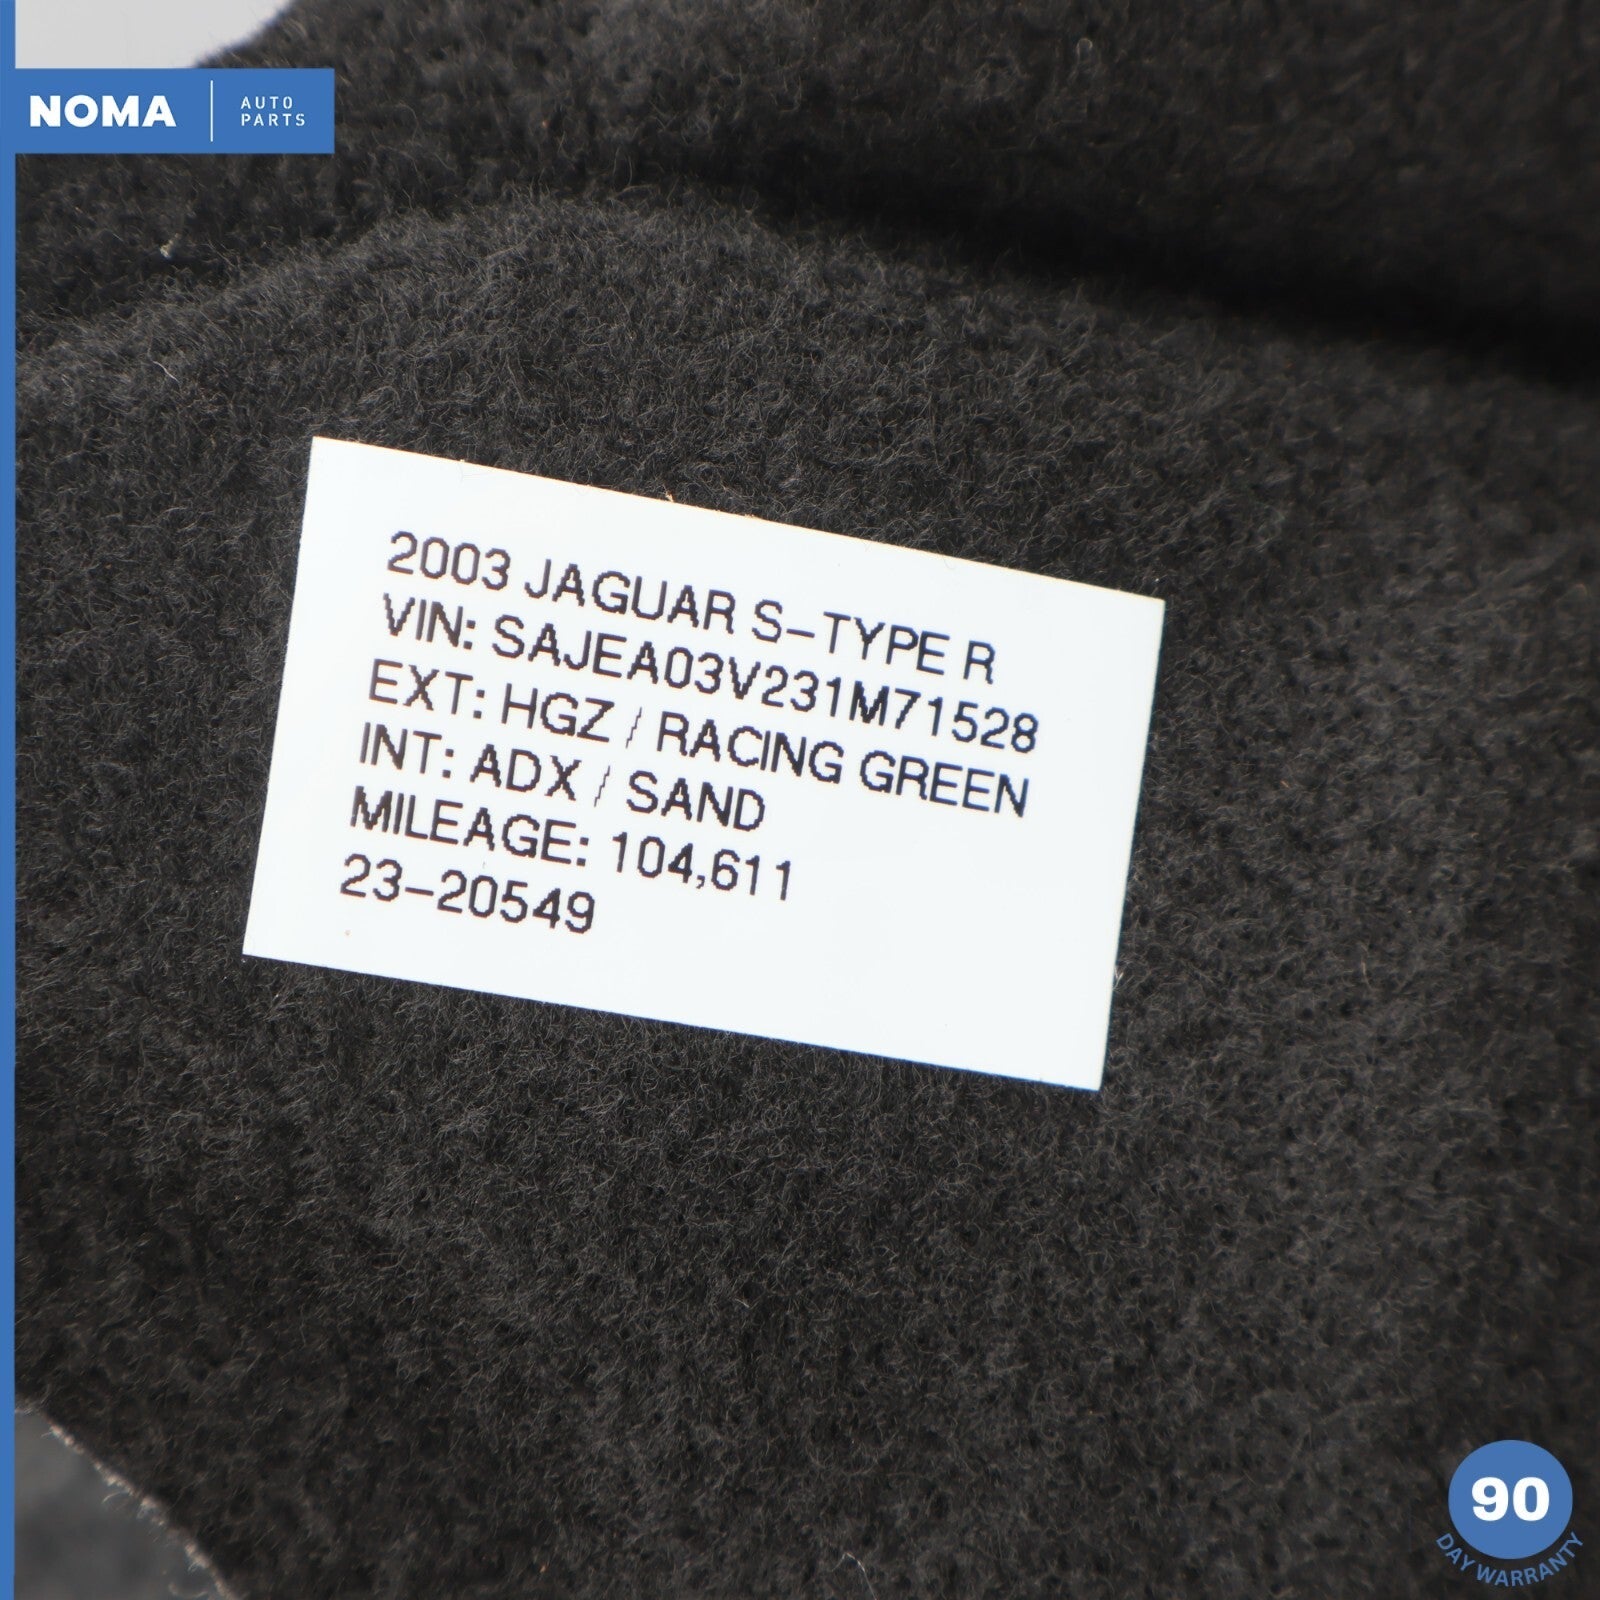 NOMA
AUTO
PARTS
2003 JAGUAR S-TYPE R
VIN: SAJEA03V231M71528
EXT: HGZ / RACING GREEN
INT: ADX / SAND
MILEAGE: 104,611
23-20549
90
DAY WARRANTY